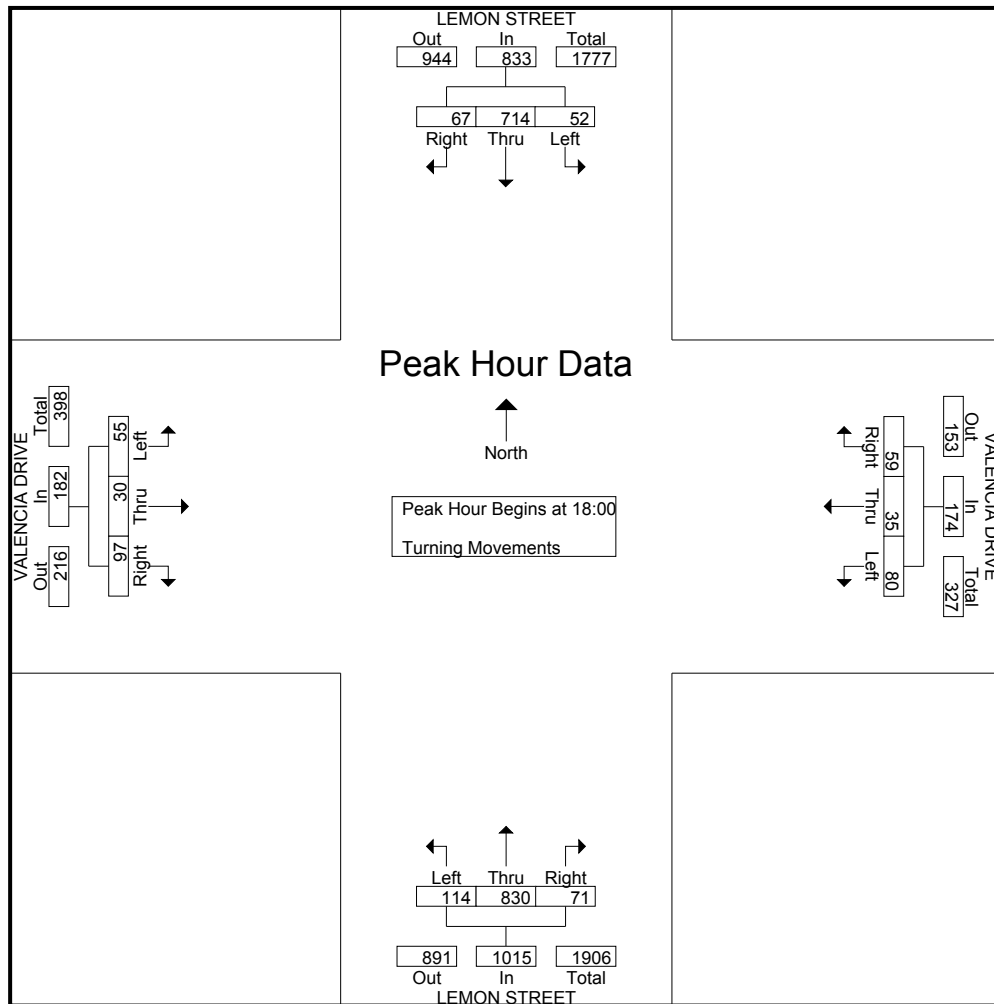 LEMON STREET
Out In Total
944 833 1777
67 714 52
Right Thru Left
Peak Hour Data
North
Peak Hour Begins at 18:00
Turning Movements
VALENCIA DRIVE
Total In Out
398 182 216
55 30 97
Left Thru Right
Right Thru Left
59 35 80
153 174 327
Out In Total
VALENCIA DRIVE
Left Thru Right
114 830 71
891 1015 1906
Out In Total
LEMON STREET